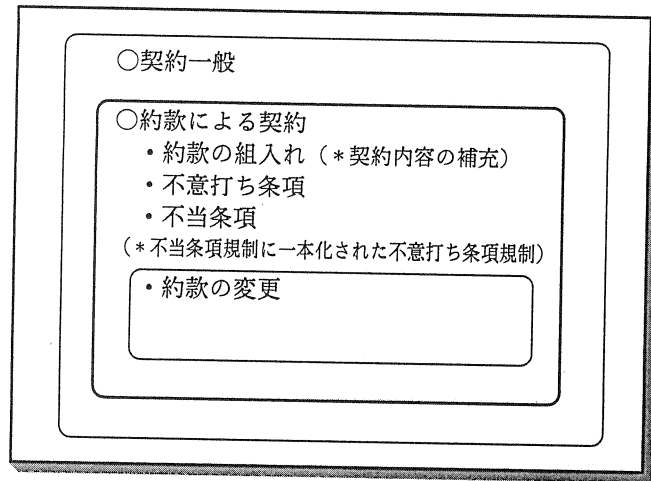 ○契約一般
○約款による契約
・約款の組入れ(*契約内容の補充)
・不意打ち条項
・不当条項
(*不当条項規制に一本化された不意打ち条項規制)
・約款の変更